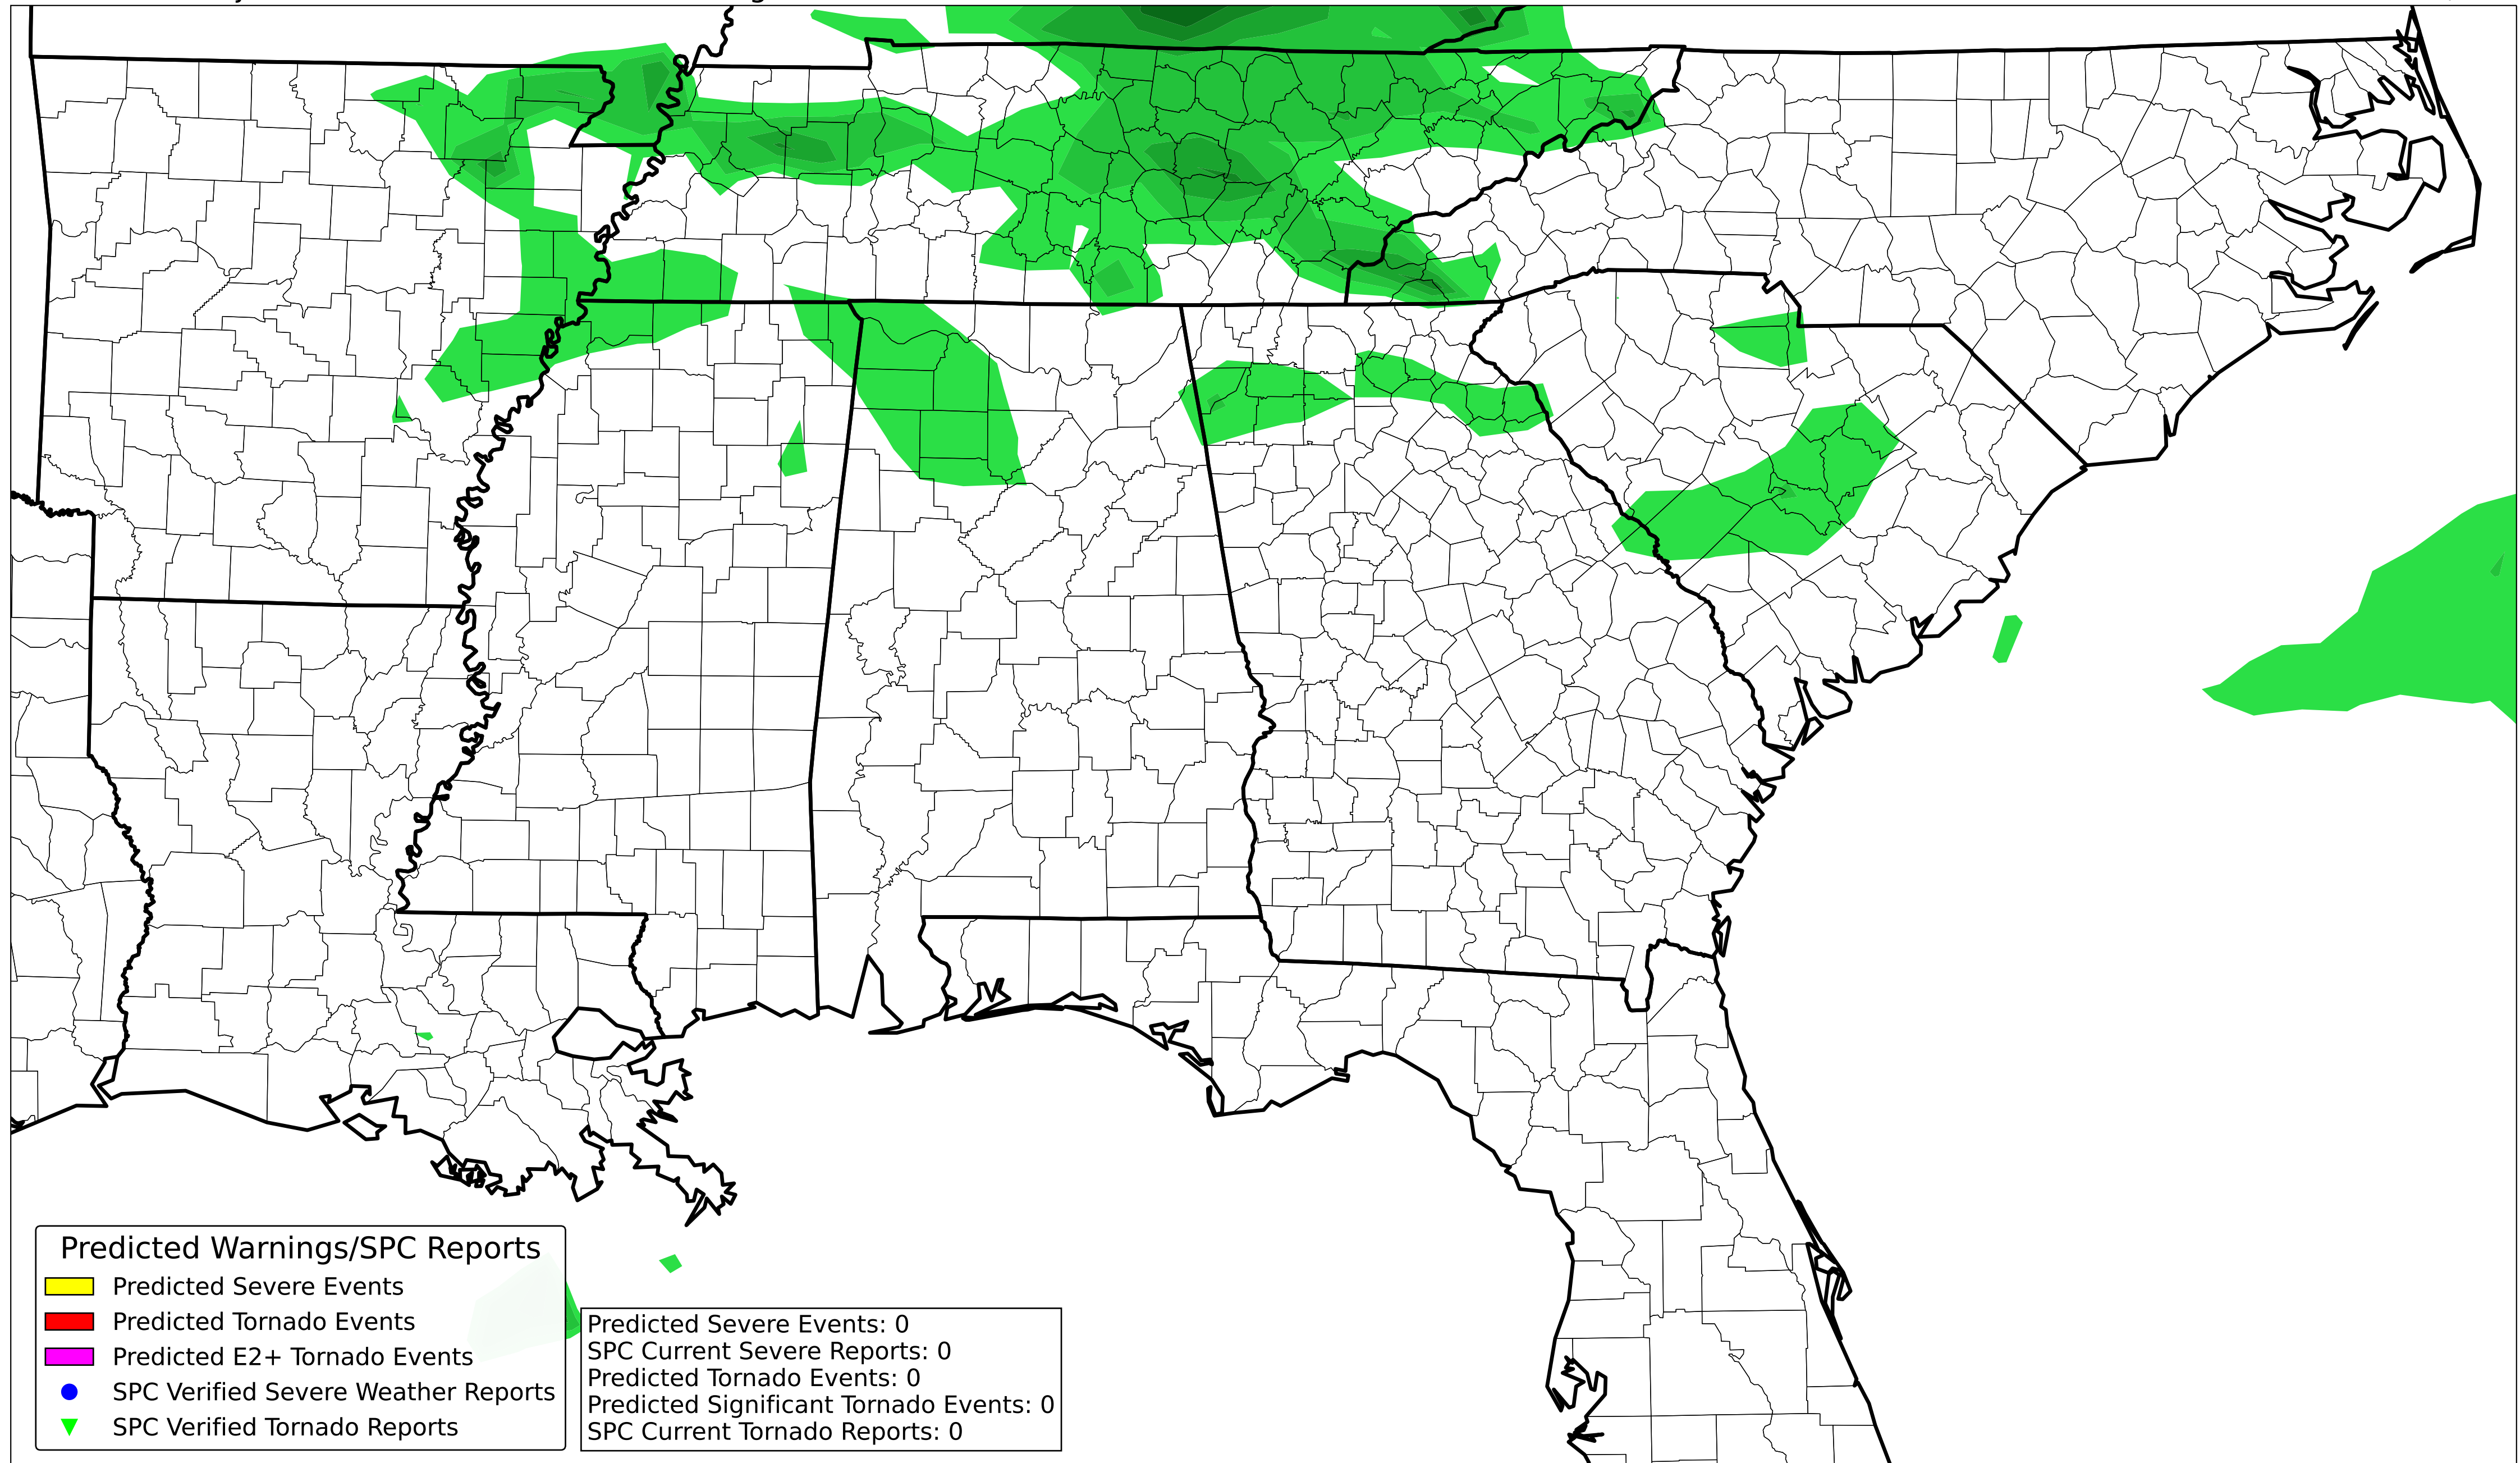 Predicted Warnings/SPC Reports
Predicted Severe Events
Predicted Tornado Events
Predicted E2+ Tornado Events
SPC Verified Severe Weather Reports
SPC Verified Tornado Reports
Predicted Severe Events: 0
SPC Current Severe Reports: 0
Predicted Tornado Events: 0
Predicted Significant Tornado Events: 0
SPC Current Tornado Reports: 0